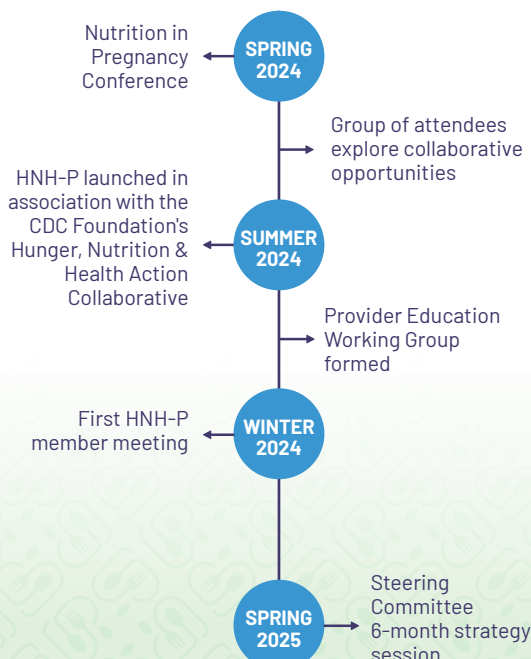 Nutrition in
Pregnancy
Conference
SPRING
2024
Group of attendees
explore collaborative
opportunities
HNH-P launched in
association with the
CDC Foundation's
Hunger, Nutrition &
Health Action
Collaborative
SUMMER
2024
Provider Education
Working Group
formed
First HNH-P
member meeting
WINTER
2024
SPRING
2025
Steering
Committee
6-month strategy
session